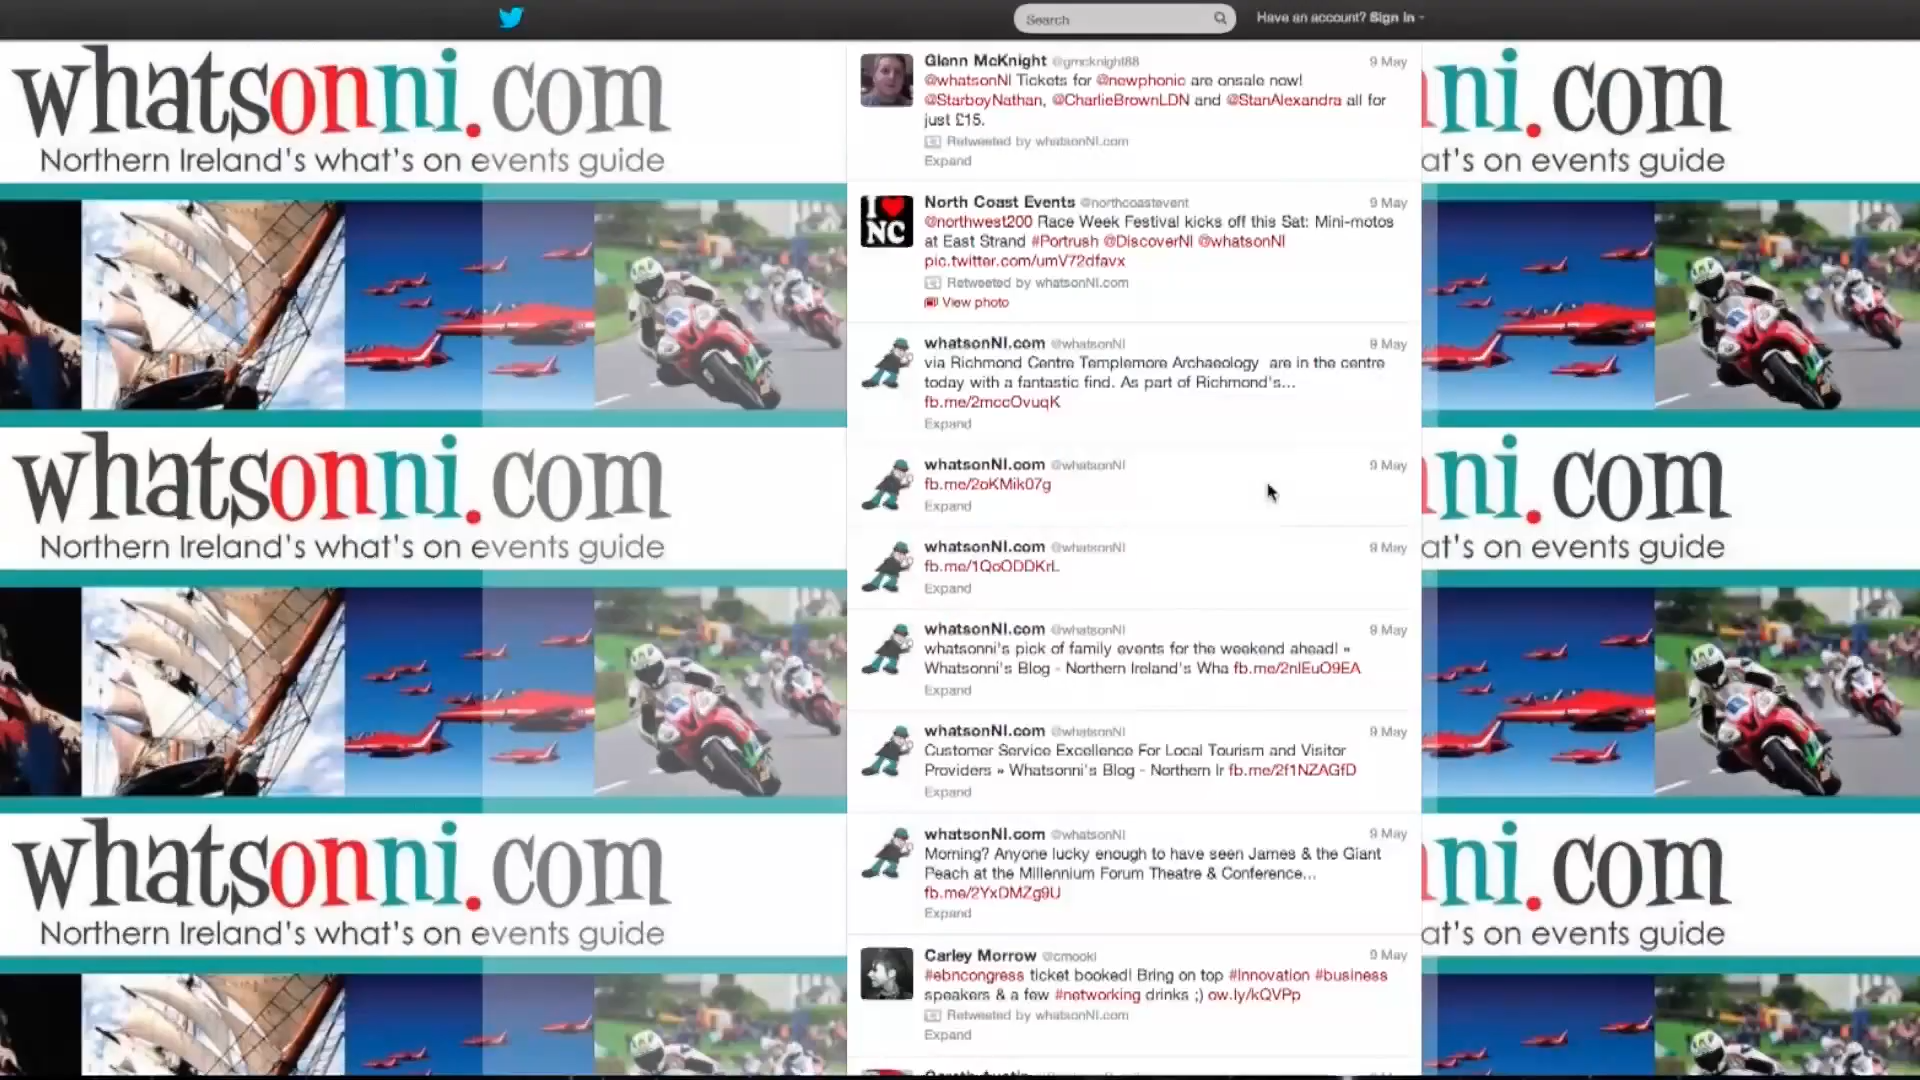 Search
Have an account? Sign in
whatsonni.com
Northern Ireland's what's on events guide
ni.com
at's on events guide
Glenn McKnight @gmcknight88 9 May
@whatsonNI Tickets for @newphonic are onsale now!
@StarboyNathan, @CharlieBrownLDN and @StanAlexandra all for
just £15.
Retweeted by whatsonNI.com
Expand
I ♥
NC
North Coast Events @northcoastevent 9 May
@northwest200 Race Week Festival kicks off this Sat: Mini-motos
at East Strand #Portrush @DiscoverNI @whatsonNI
pic.twitter.com/umV72dfavx
Retweeted by whatsonNI.com
View photo
whatsonNI.com @whatsonNI 9 May
via Richmond Centre Templemore Archaeology are in the centre
today with a fantastic find. As part of Richmond's...
fb.me/2mccOvuqK
Expand
whatsonni.com
Northern Ireland's what's on events guide
ni.com
at's on events guide
whatsonNI.com @whatsonNI 9 May
fb.me/2oKMik07g
Expand
whatsonNI.com @whatsonNI 9 May
fb.me/1QoODDKrL
Expand
whatsonNI.com @whatsonNI 9 May
whatsonni's pick of family events for the weekend ahead! »
Whatsonni's Blog - Northern Ireland's Wha fb.me/2nIEuO9EA
Expand
whatsonNI.com @whatsonNI 9 May
Customer Service Excellence For Local Tourism and Visitor
Providers » Whatsonni's Blog - Northern Ir fb.me/2f1NZAGfD
Expand
whatsonni.com
Northern Ireland's what's on events guide
ni.com
at's on events guide
whatsonNI.com @whatsonNI 9 May
Morning? Anyone lucky enough to have seen James & the Giant
Peach at the Millennium Forum Theatre & Conference...
fb.me/2YxDMZg9U
Expand
Carley Morrow @cmooki 9 May
#ebncongress ticket booked! Bring on top #Innovation #business
speakers & a few #networking drinks ;) ow.ly/kQVPp
Retweeted by whatsonNI.com
Expand